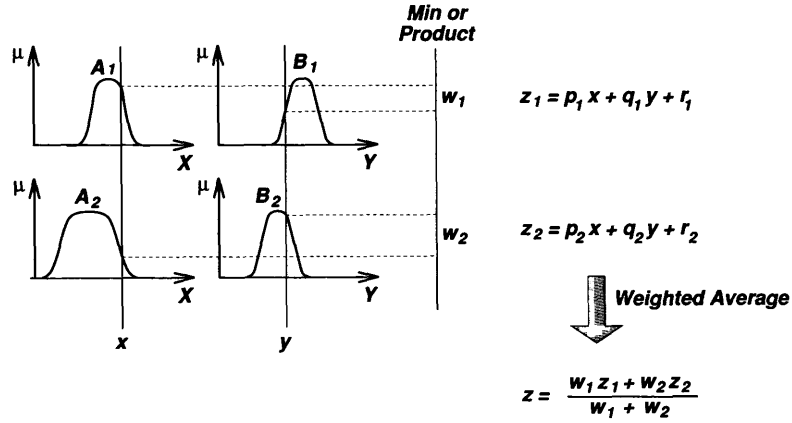 Min or
Product
μ A₁ μ B₁
w₁ z₁ = p₁ x + q₁ y + r₁
X Y
μ A₂ μ B₂
w₂ z₂ = p₂ x + q₂ y + r₂
X Y
Weighted Average
x y
z = (w₁ z₁ + w₂ z₂) / (w₁ + w₂)